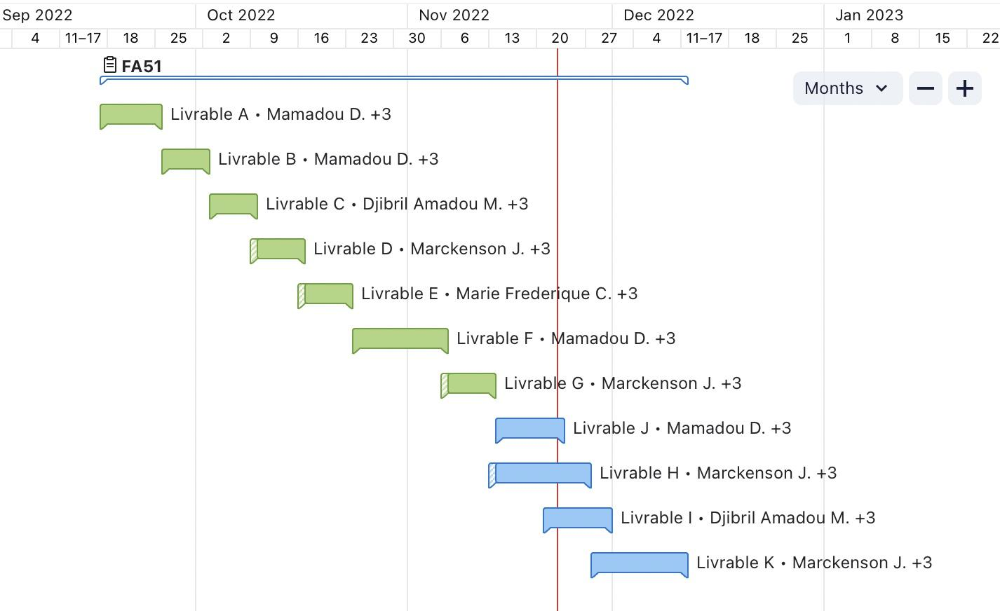 Sep 2022 Oct 2022 Nov 2022 Dec 2022 Jan 2023
4 11–17 18 25 2 9 16 23 30 6 13 20 27 4 11–17 18 25 1 8 15 22
FA51
Months
Livrable A • Mamadou D. +3
Livrable B • Mamadou D. +3
Livrable C • Djibril Amadou M. +3
Livrable D • Marckenson J. +3
Livrable E • Marie Frederique C. +3
Livrable F • Mamadou D. +3
Livrable G • Marckenson J. +3
Livrable J • Mamadou D. +3
Livrable H • Marckenson J. +3
Livrable I • Djibril Amadou M. +3
Livrable K • Marckenson J. +3